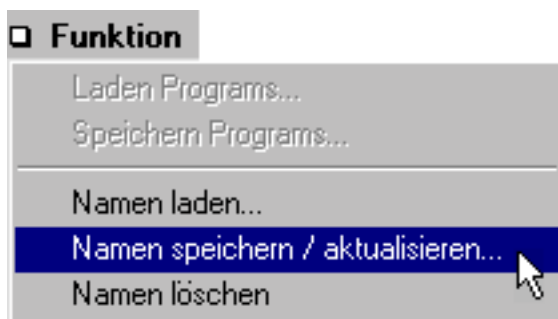 Funktion
Laden Programs...
Speichern Programs...
Namen laden...
Namen speichern / aktualisieren...
Namen löschen